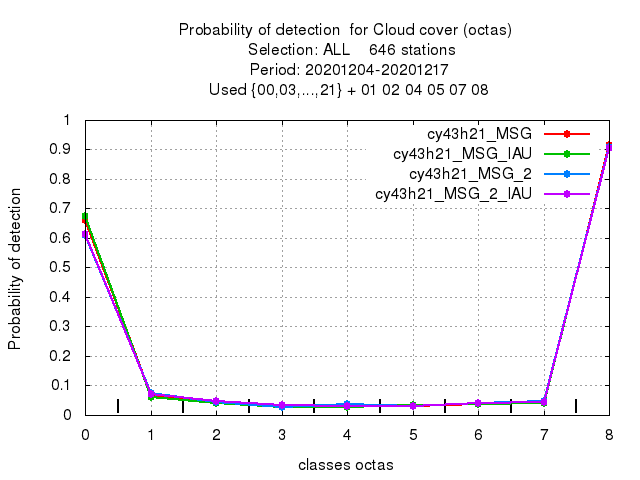 Probability of detection  for Cloud cover (octas)
Selection: ALL    646 stations
Period: 20201204-20201217
Used {00,03,...,21} + 01 02 04 05 07 08
cy43h21_MSG
cy43h21_MSG_IAU
cy43h21_MSG_2
cy43h21_MSG_2_IAU
Probability of detection
1
0.9
0.8
0.7
0.6
0.5
0.4
0.3
0.2
0.1
0
0 1 2 3 4 5 6 7 8
classes octas